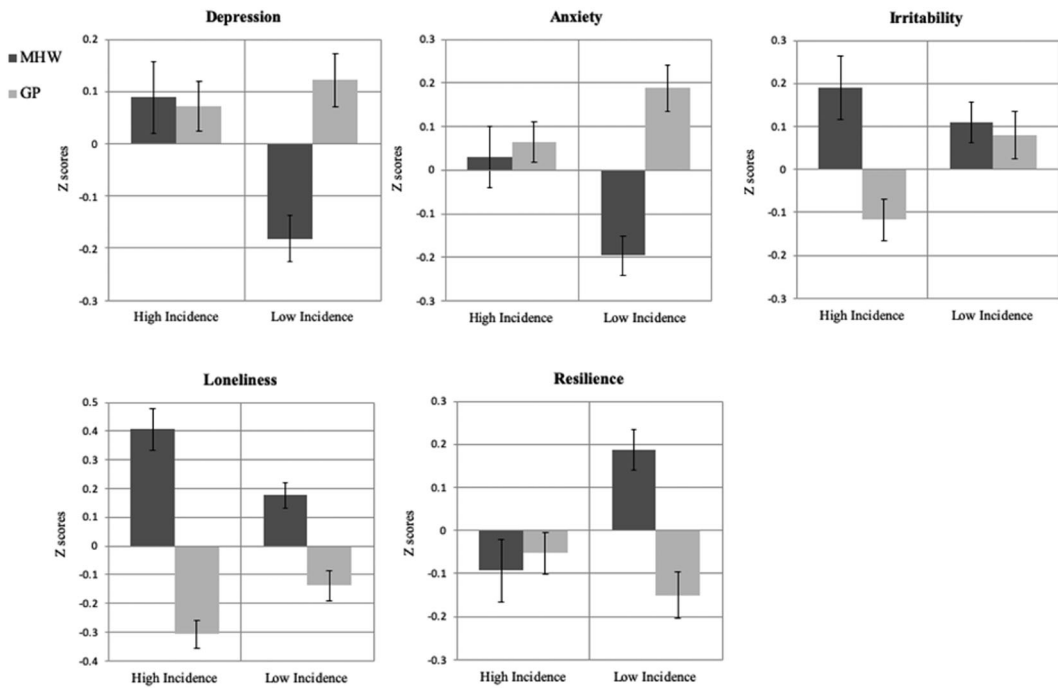 Depression
Anxiety
Irritability
MHW
GP
0.2
0.1
0
-0.1
-0.2
-0.3
Z scores
High Incidence
Low Incidence
0.3
0.2
0.1
0
-0.1
-0.2
-0.3
Z scores
High Incidence
Low Incidence
0.3
0.2
0.1
0
-0.1
-0.2
-0.3
Z scores
High Incidence
Low Incidence
Loneliness
Resilience
0.5
0.4
0.3
0.2
0.1
0
-0.1
-0.2
-0.3
-0.4
Z scores
High Incidence
Low Incidence
0.3
0.2
0.1
0
-0.1
-0.2
-0.3
Z scores
High Incidence
Low Incidence